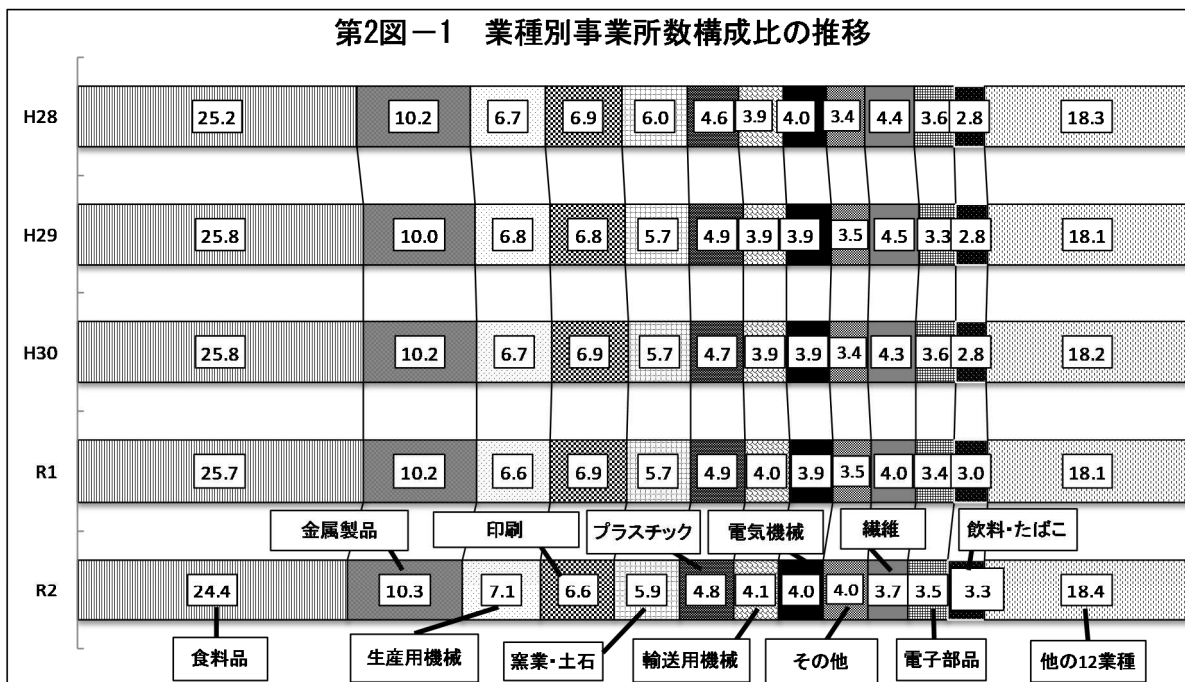 第2図－1　業種別事業所数構成比の推移
H28
25.2 10.2 6.7 6.9 6.0 4.6 3.9 4.0 3.4 4.4 3.6 2.8 18.3
H29
25.8 10.0 6.8 6.8 5.7 4.9 3.9 3.9 3.5 4.5 3.3 2.8 18.1
H30
25.8 10.2 6.7 6.9 5.7 4.7 3.9 3.9 3.4 4.3 3.6 2.8 18.2
R1
25.7 10.2 6.6 6.9 5.7 4.9 4.0 3.9 3.5 4.0 3.4 3.0 18.1
金属製品 印刷 プラスチック 電気機械 繊維 飲料・たばこ
R2
24.4 10.3 7.1 6.6 5.9 4.8 4.1 4.0 4.0 3.7 3.5 3.3 18.4
食料品 生産用機械 窯業・土石 輸送用機械 その他 電子部品 他の12業種